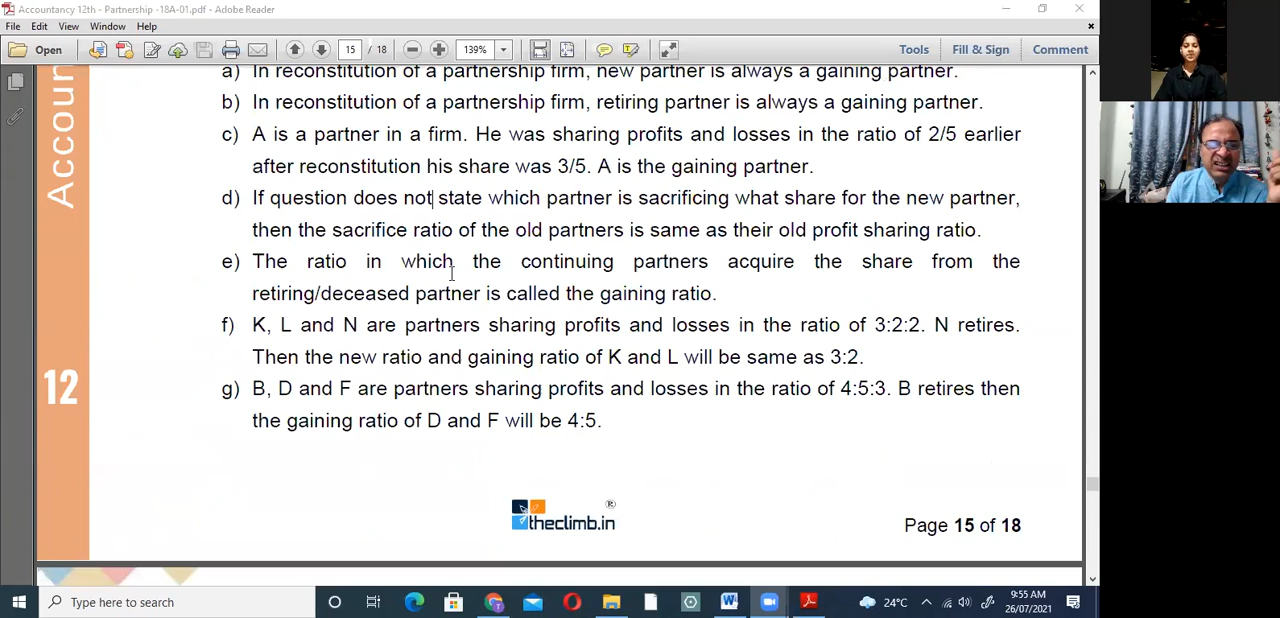 Accountancy 12th - Partnership -18A-01.pdf - Adobe Reader
File Edit View Window Help
Open 15 / 18 139% Tools Fill & Sign Comment
Accoun
12
a) In reconstitution of a partnership firm, new partner is always a gaining partner.
b) In reconstitution of a partnership firm, retiring partner is always a gaining partner.
c) A is a partner in a firm. He was sharing profits and losses in the ratio of 2/5 earlier
after reconstitution his share was 3/5. A is the gaining partner.
d) If question does not state which partner is sacrificing what share for the new partner,
then the sacrifice ratio of the old partners is same as their old profit sharing ratio.
e) The ratio in which the continuing partners acquire the share from the
retiring/deceased partner is called the gaining ratio.
f) K, L and N are partners sharing profits and losses in the ratio of 3:2:2. N retires.
Then the new ratio and gaining ratio of K and L will be same as 3:2.
g) B, D and F are partners sharing profits and losses in the ratio of 4:5:3. B retires then
the gaining ratio of D and F will be 4:5.
theclimb.in ®
Page 15 of 18
Type here to search
24°C
9:55 AM
26/07/2021